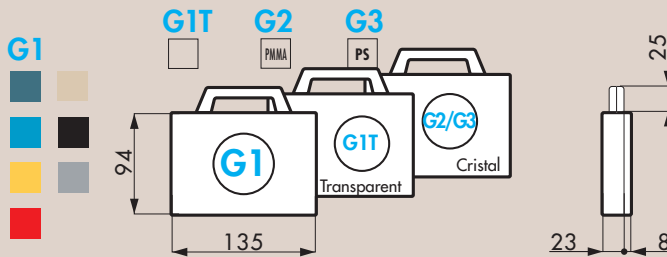 G1T G2 G3
G1
PMMA PS
G1
G1T
G2/G3
Transparent
Cristal
94
135
25
23
8